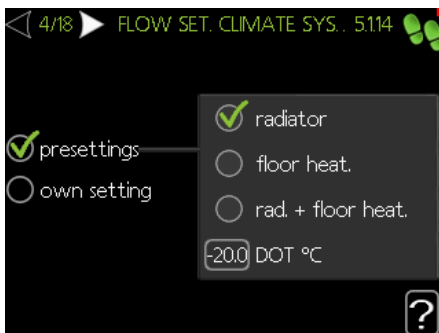 4/18 FLOW SET. CLIMATE SYS.. 5.1.14
radiator
presettings
floor heat.
own setting
rad. + floor heat.
-20.0 DOT °C
?